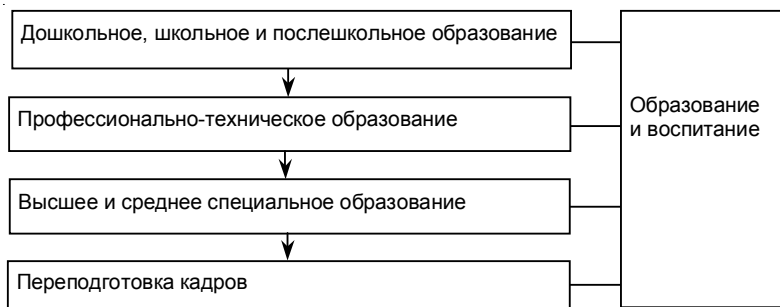 Дошкольное, школьное и послешкольное образование
Профессионально-техническое образование
Высшее и среднее специальное образование
Переподготовка кадров
Образование
и воспитание